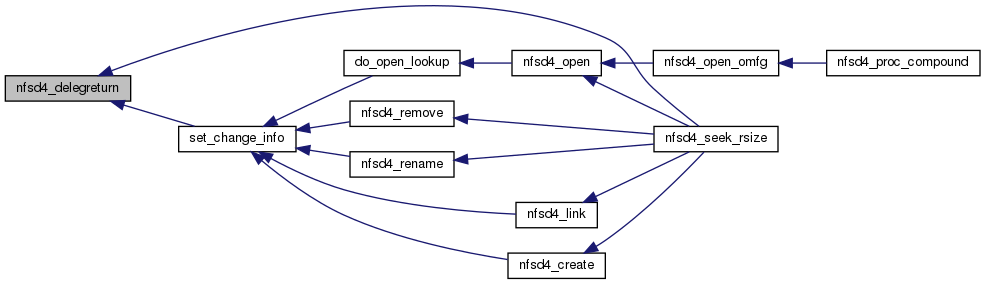 nfsd4_delegreturn
set_change_info
do_open_lookup
nfsd4_remove
nfsd4_rename
nfsd4_link
nfsd4_create
nfsd4_open
nfsd4_open_omfg
nfsd4_seek_rsize
nfsd4_proc_compound